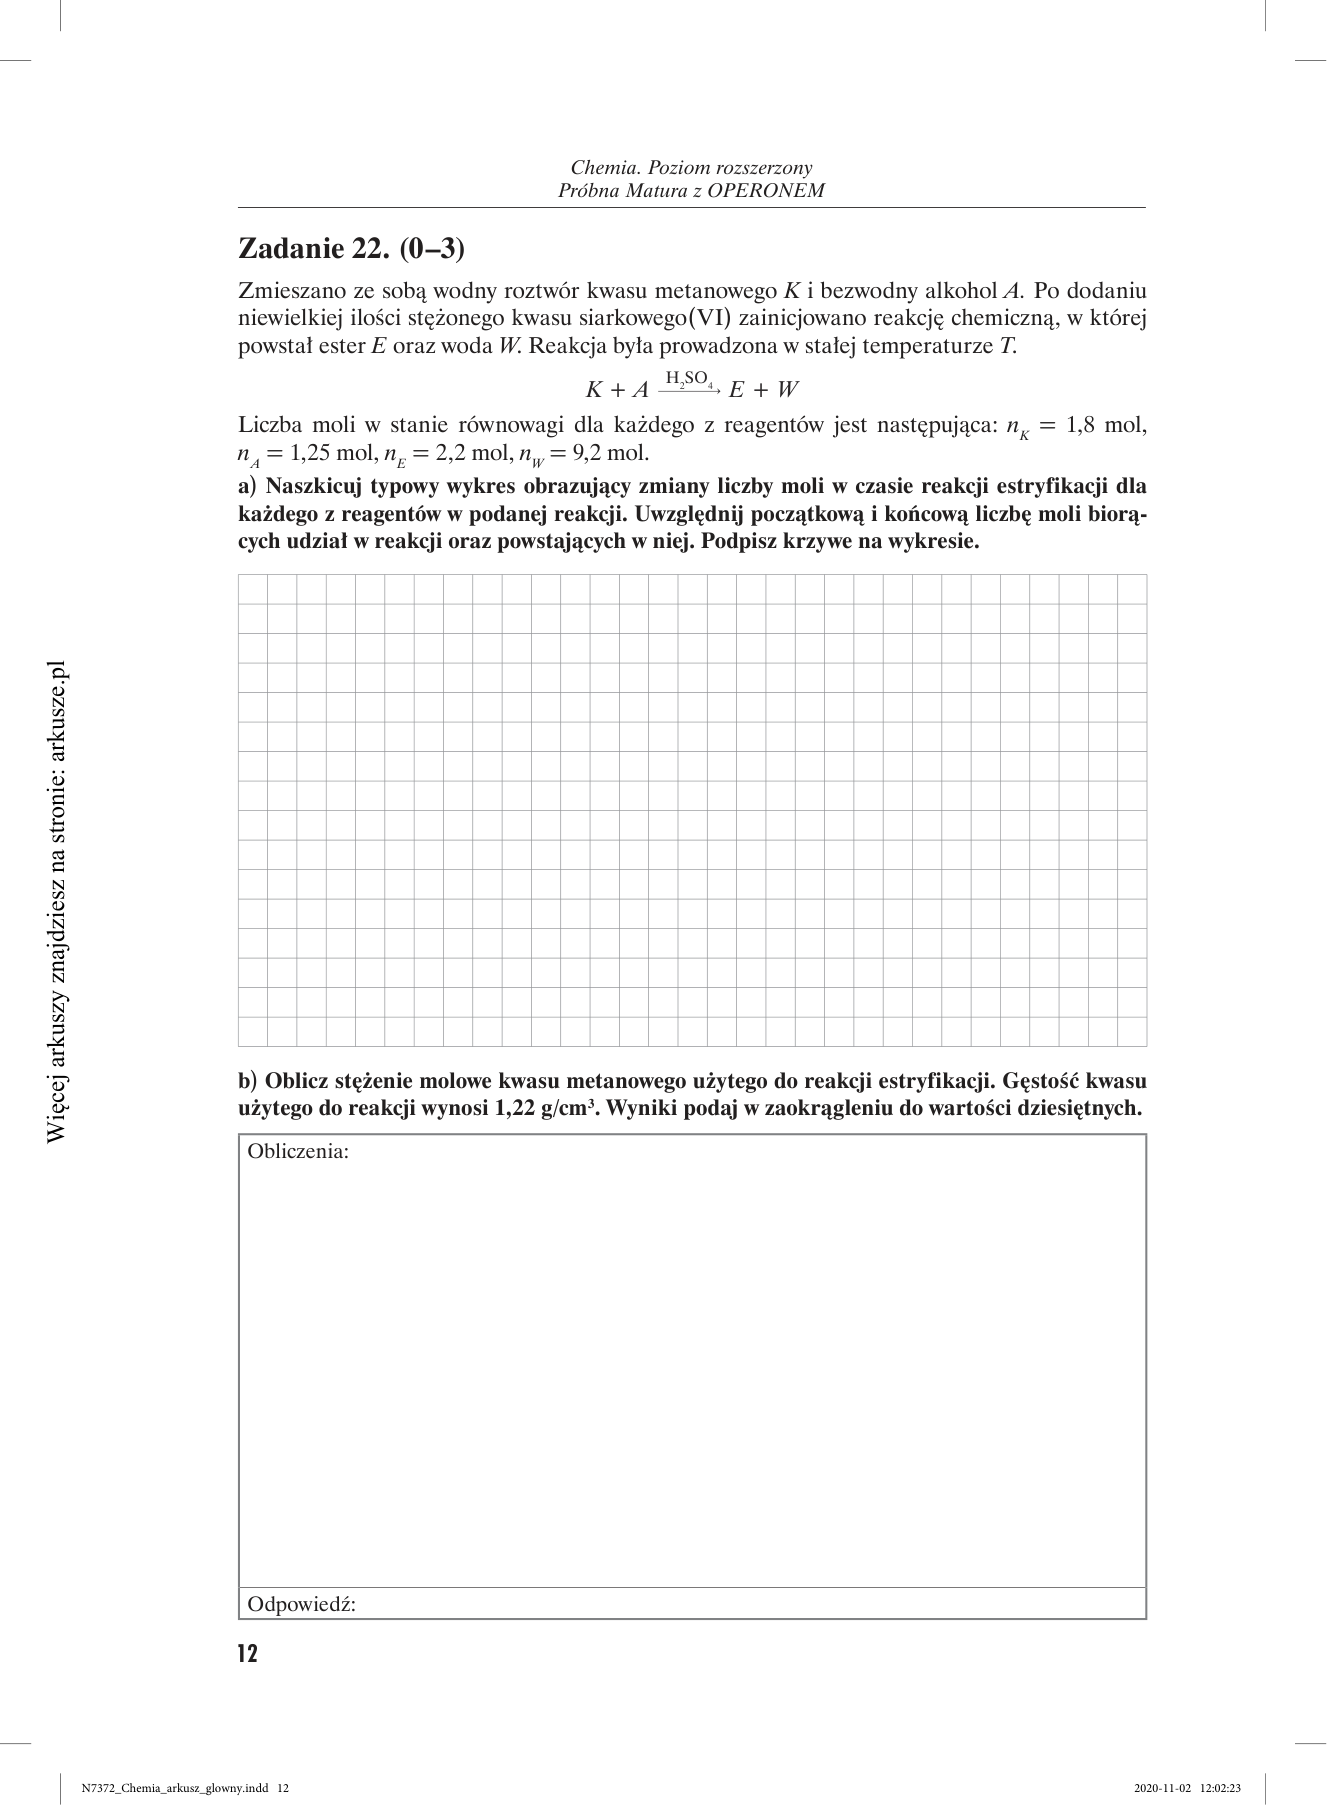 Chemia. Poziom rozszerzony
Próbna Matura z OPERONEM
Zadanie 22. (0–3)
Zmieszano ze sobą wodny roztwór kwasu metanowego K i bezwodny alkohol A. Po dodaniu
niewielkiej ilości stężonego kwasu siarkowego(VI) zainicjowano reakcję chemiczną, w której
powstał ester E oraz woda W. Reakcja była prowadzona w stałej temperaturze T.
K + A H₂SO₄→ E + W
Liczba moli w stanie równowagi dla każdego z reagentów jest następująca: n_K = 1,8 mol,
n_A = 1,25 mol, n_E = 2,2 mol, n_W = 9,2 mol.
a) Naszkicuj typowy wykres obrazujący zmiany liczby moli w czasie reakcji estryfikacji dla
każdego z reagentów w podanej reakcji. Uwzględnij początkową i końcową liczbę moli biorą-
cych udział w reakcji oraz powstających w niej. Podpisz krzywe na wykresie.
b) Oblicz stężenie molowe kwasu metanowego użytego do reakcji estryfikacji. Gęstość kwasu
użytego do reakcji wynosi 1,22 g/cm³. Wyniki podaj w zaokrągleniu do wartości dziesiętnych.
Obliczenia:
Odpowiedź:
12
Więcej arkuszy znajdziesz na stronie: arkusze.pl
N7372_Chemia_arkusz_glowny.indd 12
2020-11-02 12:02:23